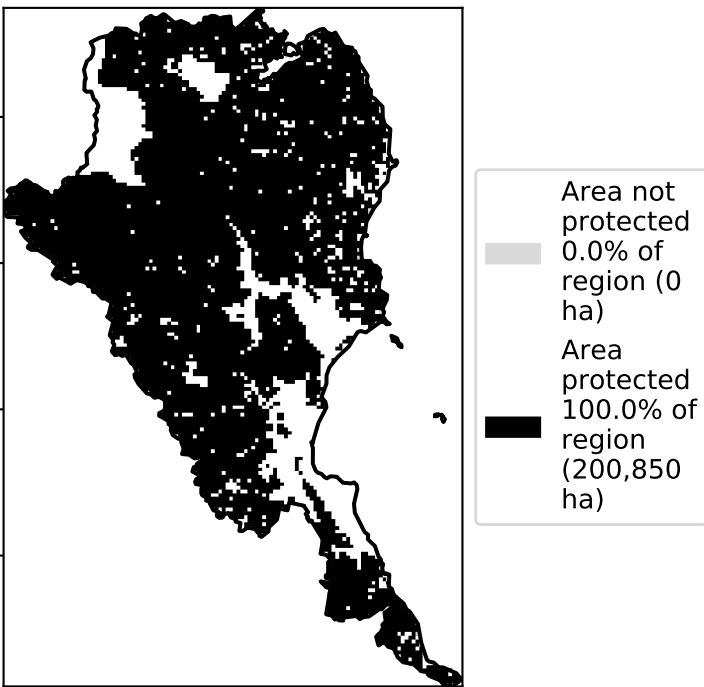 Area not
protected
0.0% of
region (0
ha)
Area
protected
100.0% of
region
(200,850
ha)